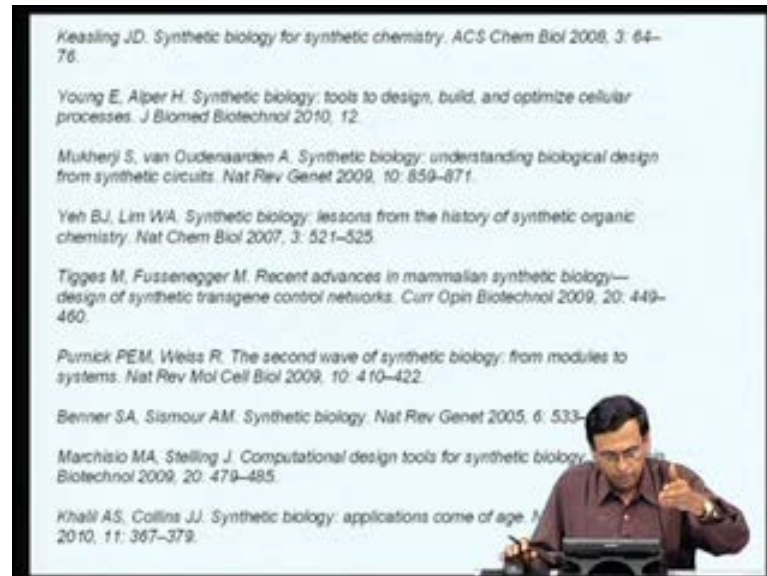 Keasling JD. Synthetic biology for synthetic chemistry. ACS Chem Biol 2008, 3: 64–
76.
Young E, Alper H. Synthetic biology: tools to design, build, and optimize cellular
processes. J Biomed Biotechnol 2010, 12.
Mukherji S, van Oudenaarden A. Synthetic biology: understanding biological design
from synthetic circuits. Nat Rev Genet 2009, 10: 859–871.
Yeh BJ, Lim WA. Synthetic biology: lessons from the history of synthetic organic
chemistry. Nat Chem Biol 2007, 3: 521–525.
Tigges M, Fussenegger M. Recent advances in mammalian synthetic biology—
design of synthetic transgene control networks. Curr Opin Biotechnol 2009, 20: 449–
460.
Purnick PEM, Weiss R. The second wave of synthetic biology: from modules to
systems. Nat Rev Mol Cell Biol 2009, 10: 410–422.
Benner SA, Sismour AM. Synthetic biology. Nat Rev Genet 2005, 6: 533–
Marchisio MA, Stelling J. Computational design tools for synthetic biology.
Biotechnol 2009, 20: 479–485.
Khalil AS, Collins JJ. Synthetic biology: applications come of age.
2010, 11: 367–379.